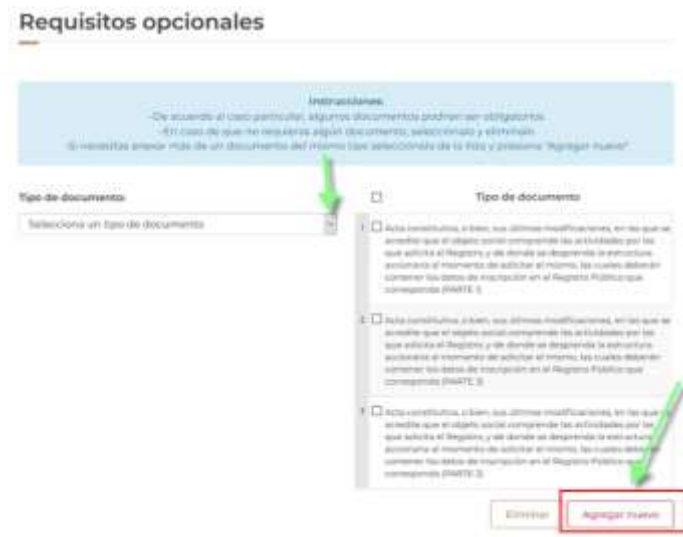 Requisitos opcionales
Instrucciones:
-De acuerdo al caso particular, algunos documentos podrían ser obligatorios
-En caso de que no requieras algún documento, selecciónalo y elimínalo
-Si necesitas anexar más de un documento del mismo tipo selecciónalo de la lista y presiona "Agregar nuevo"
Tipo de documento:
Selecciona un tipo de documento
Tipo de documento
1 Acta constitutiva, o bien, sus últimas modificaciones, en las que se
acredite que el objeto social comprende las actividades por las
que solicita el Registro, y de donde se desprenda la estructura
accionaria al momento de solicitar el mismo, las cuales deberán
contener los datos de inscripción en el Registro Público que
corresponda (PARTE
2 Acta constitutiva, o bien, sus últimas modificaciones, en las que se
acredite que el objeto social comprende las actividades por las
que solicita el Registro, y de donde se desprenda la estructura
accionaria al momento de solicitar el mismo, las cuales deberán
contener los datos de inscripción en el Registro Público que
corresponda (PARTE
Acta constitutiva, o bien, sus últimas modificaciones, en las que
acredite que el objeto social comprende las actividades por las
que solicita el Registro, y de donde se desprenda la estructura
accionaria al momento de solicitar el mismo, las cuales
contener los datos de inscripción en el Registro Público que
corresponda (PARTE
Eliminar
Agregar nuevo